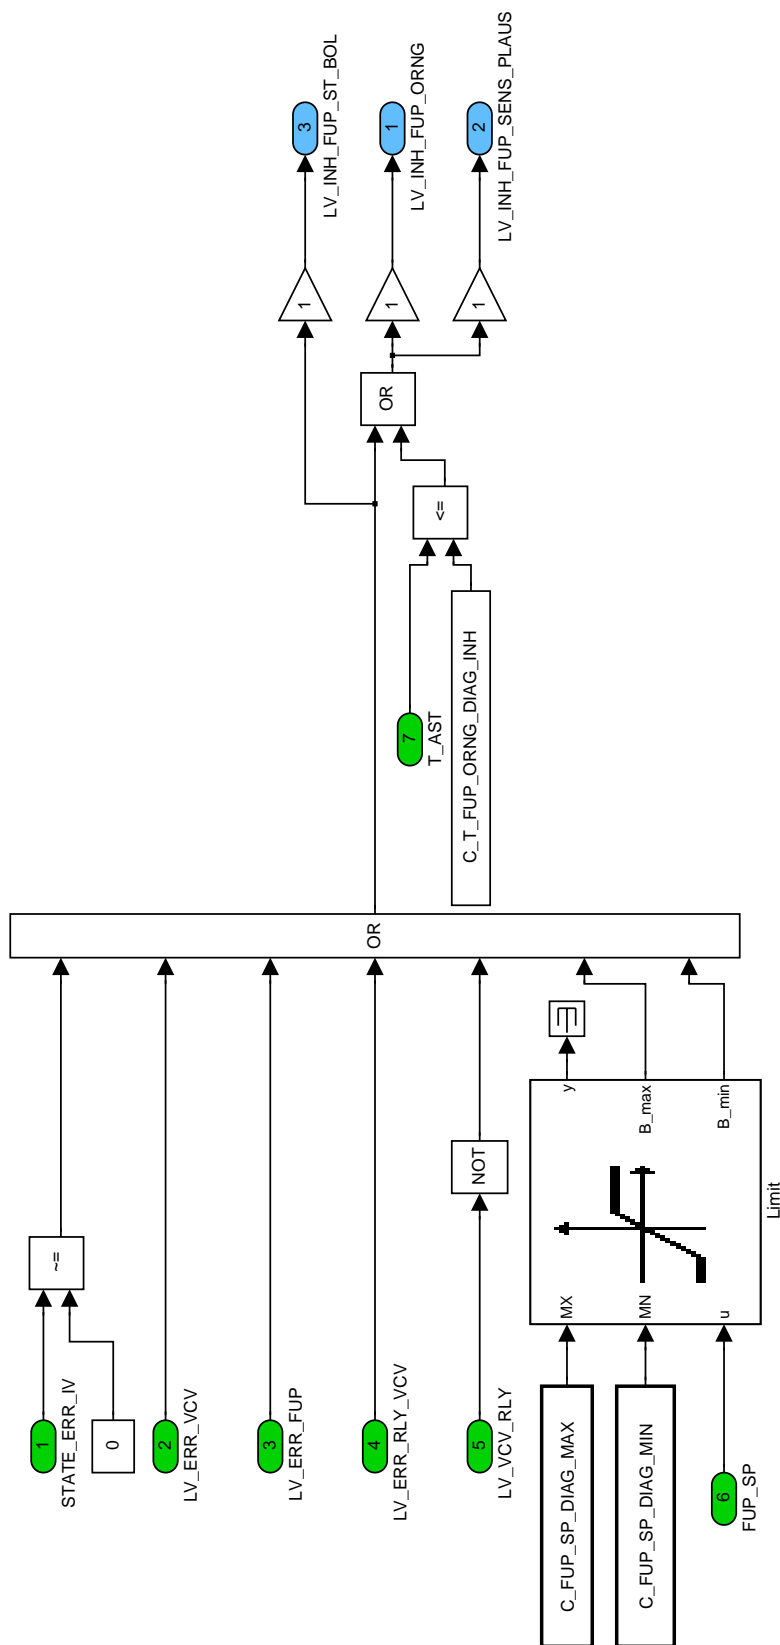 1
STATE_ERR_IV
0
~=
2
LV_ERR_VCV
3
LV_ERR_FUP
4
LV_ERR_RLY_VCV
5
LV_VCV_RLY
NOT
C_FUP_SP_DIAG_MAX
C_FUP_SP_DIAG_MIN
6
FUP_SP
MX
MN
u
y
B_max
B_min
Limit
OR
7
T_AST
C_T_FUP_ORNG_DIAG_INH
<=
OR
1
1
1
3
LV_INH_FUP_ST_BOL
1
LV_INH_FUP_ORNG
2
LV_INH_FUP_SENS_PLAUS